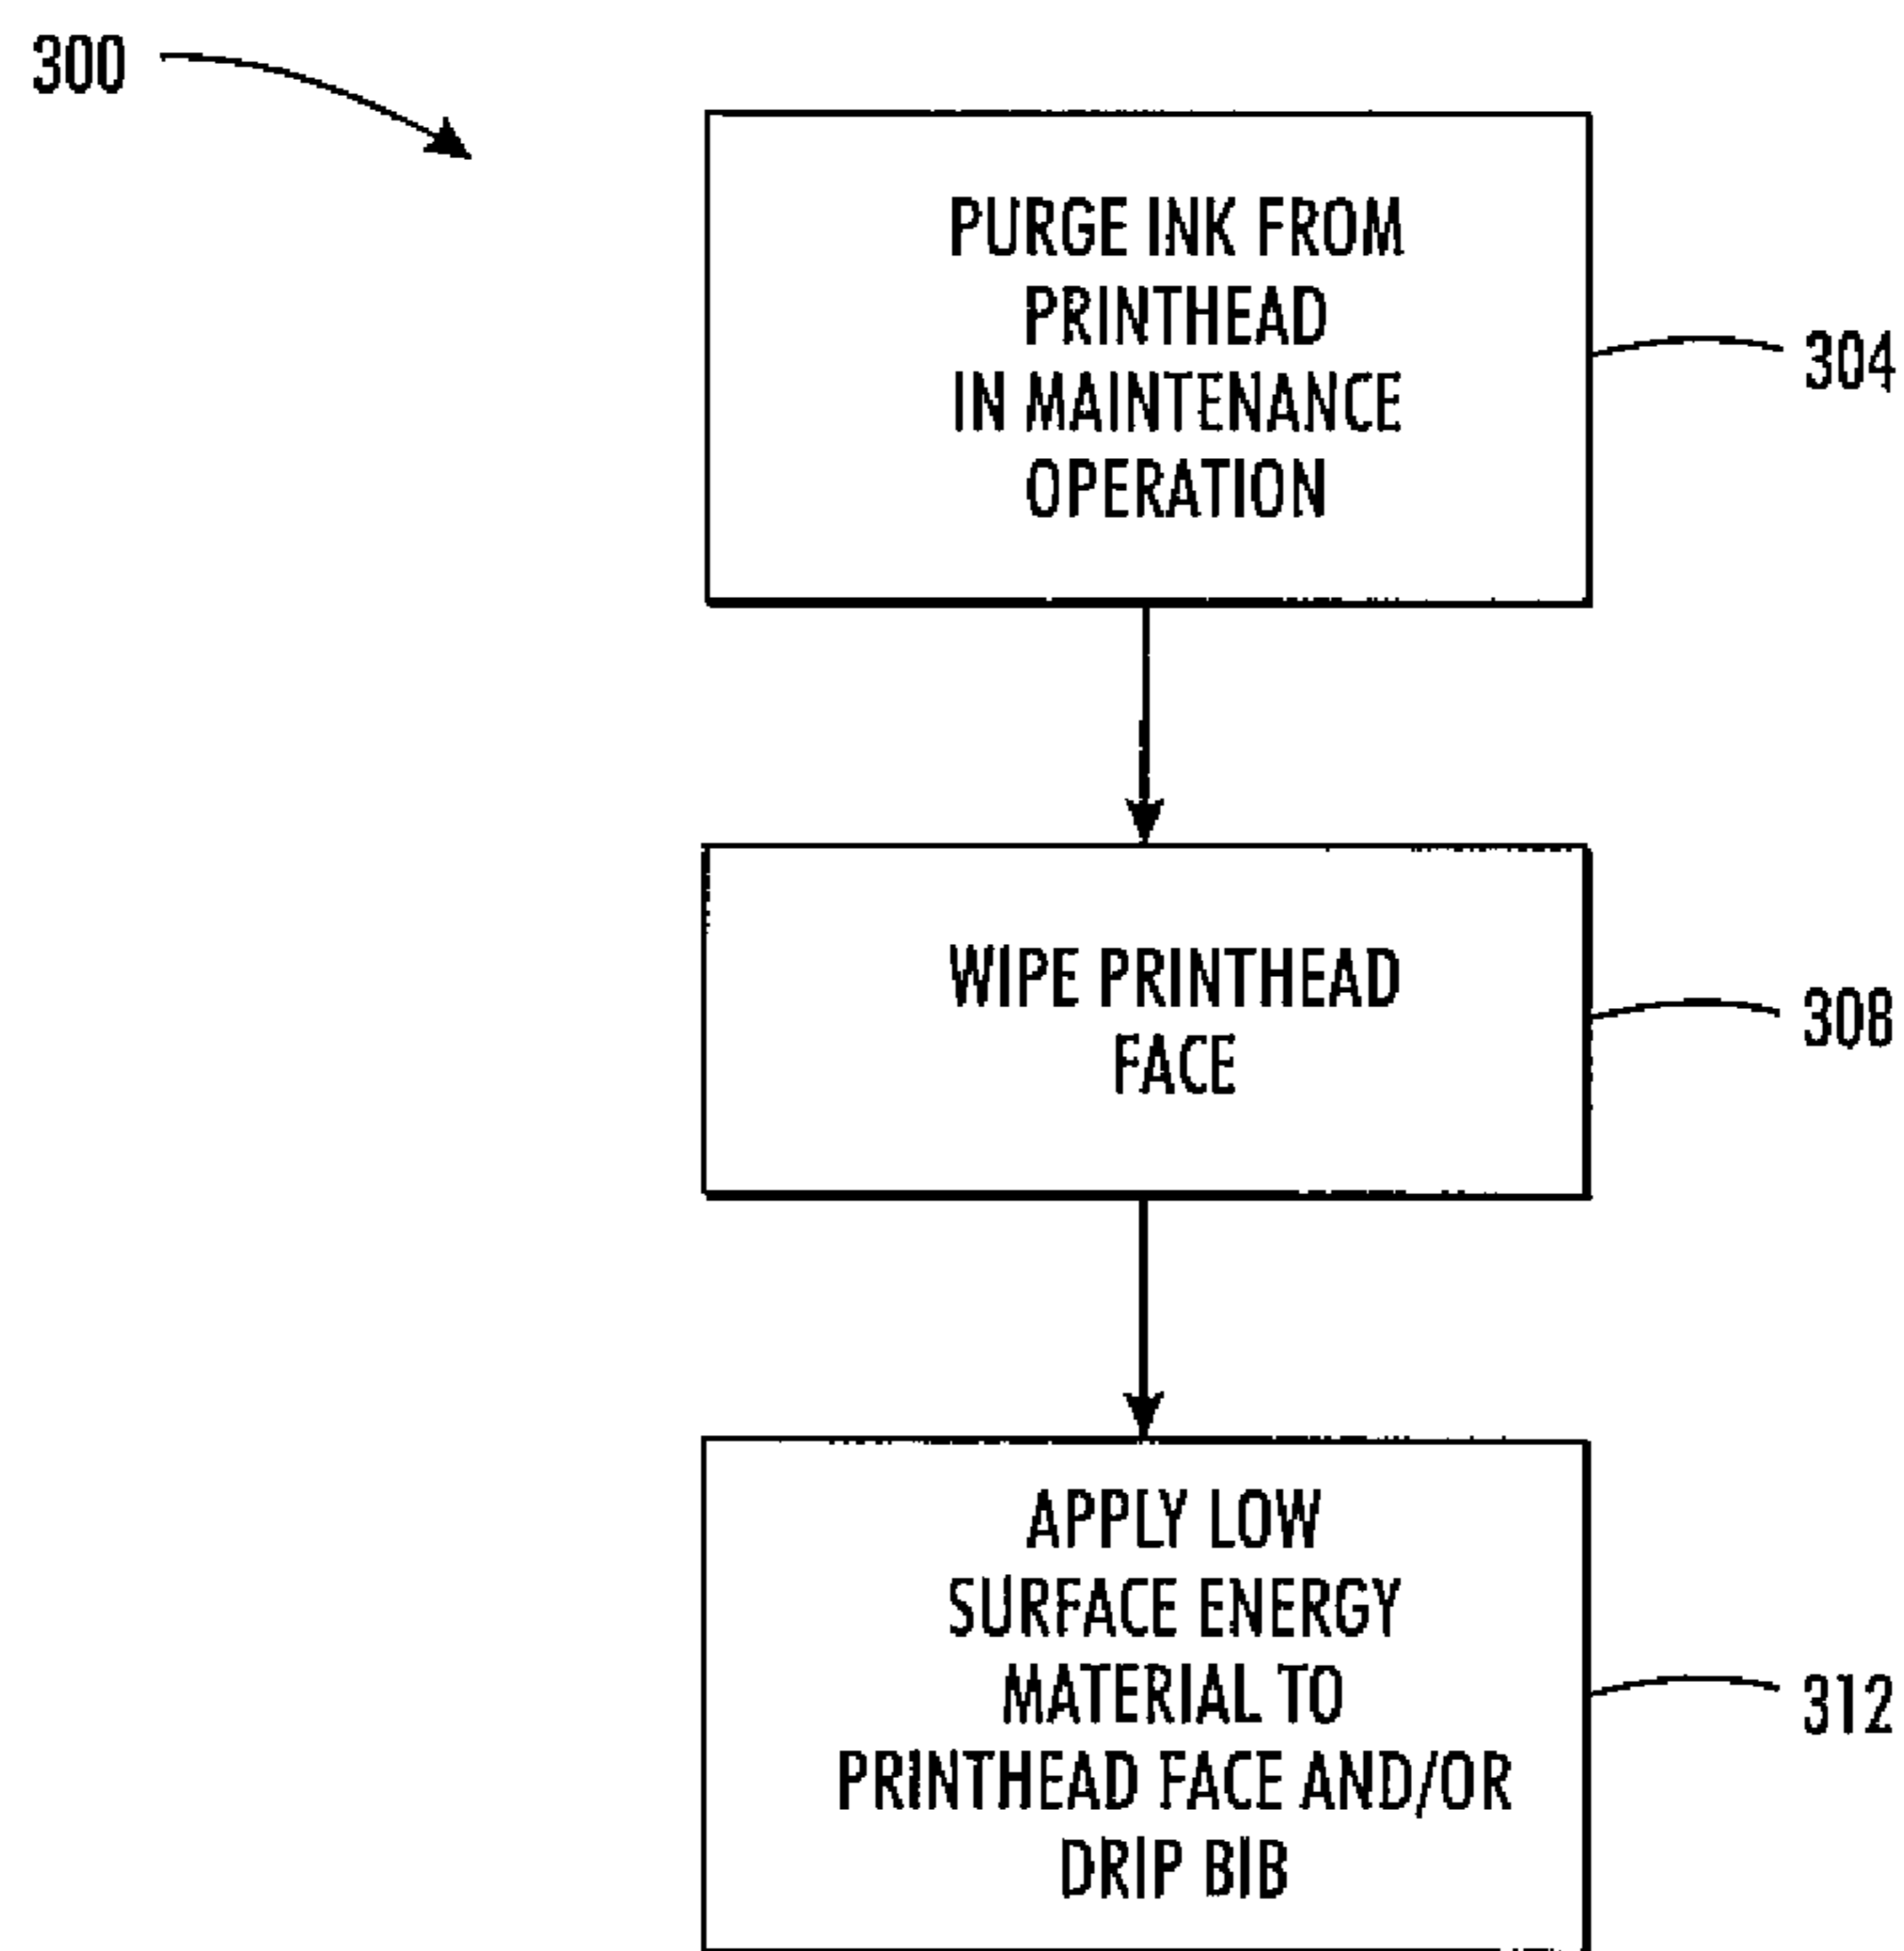 300
PURGE INK FROM
PRINTHEAD
IN MAINTENANCE
OPERATION
304
WIPE PRINTHEAD
FACE
308
APPLY LOW
SURFACE ENERGY
MATERIAL TO
PRINTHEAD FACE AND/OR
DRIP BIB
312